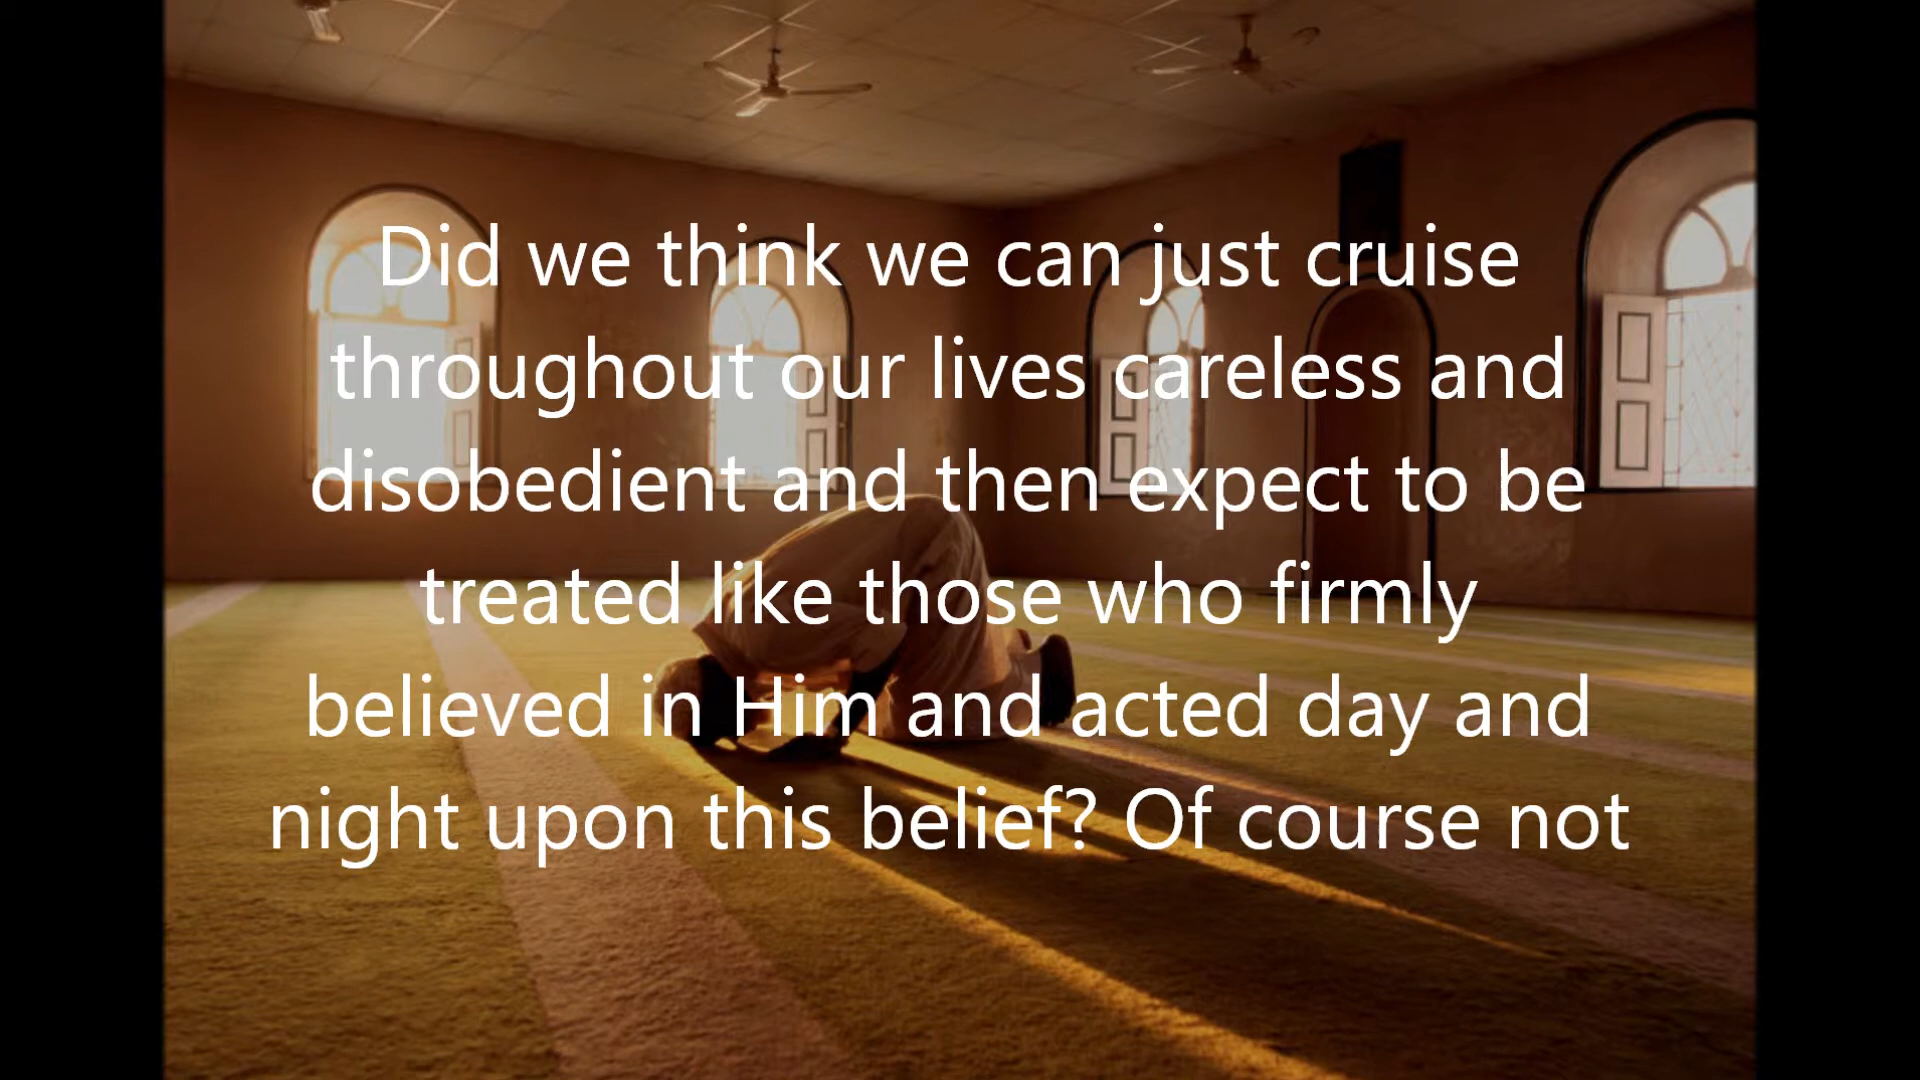 Did we think we can just cruise
throughout our lives careless and
disobedient and then expect to be
treated like those who firmly
believed in Him and acted day and
night upon this belief? Of course not